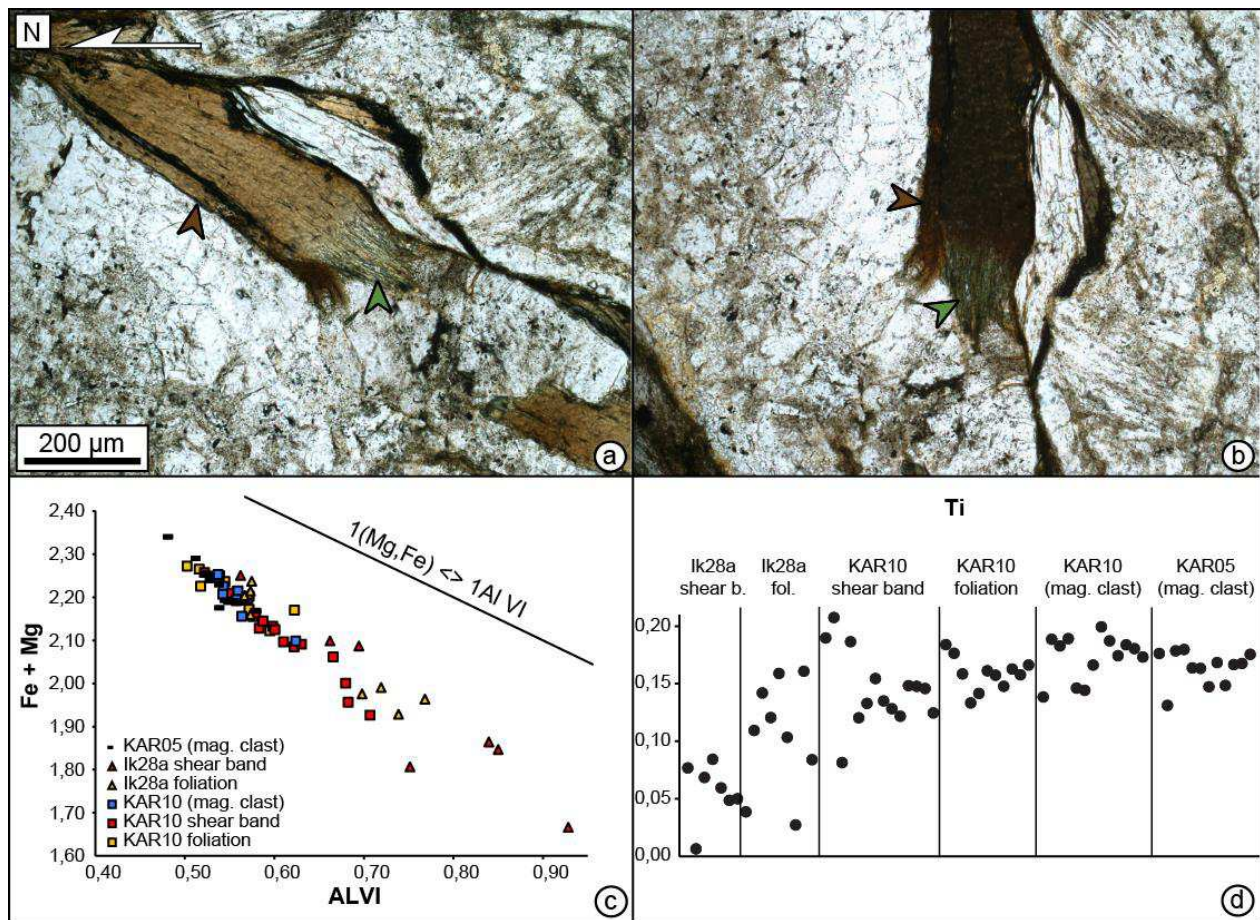 N
200 µm
a
b
2,40
2,30
2,20
2,10
2,00
1,90
1,80
1,70
1,60
Fe + Mg
1(Mg,Fe) <> 1Al VI
KAR05 (mag. clast)
Ik28a shear band
Ik28a foliation
KAR10 (mag. clast)
KAR10 shear band
KAR10 foliation
0,40 0,50 0,60 0,70 0,80 0,90
ALVI
c
Ti
Ik28a shear b.
Ik28a fol.
KAR10 shear band
KAR10 foliation
KAR10 (mag. clast)
KAR05 (mag. clast)
0,20
0,15
0,10
0,05
0,00
d